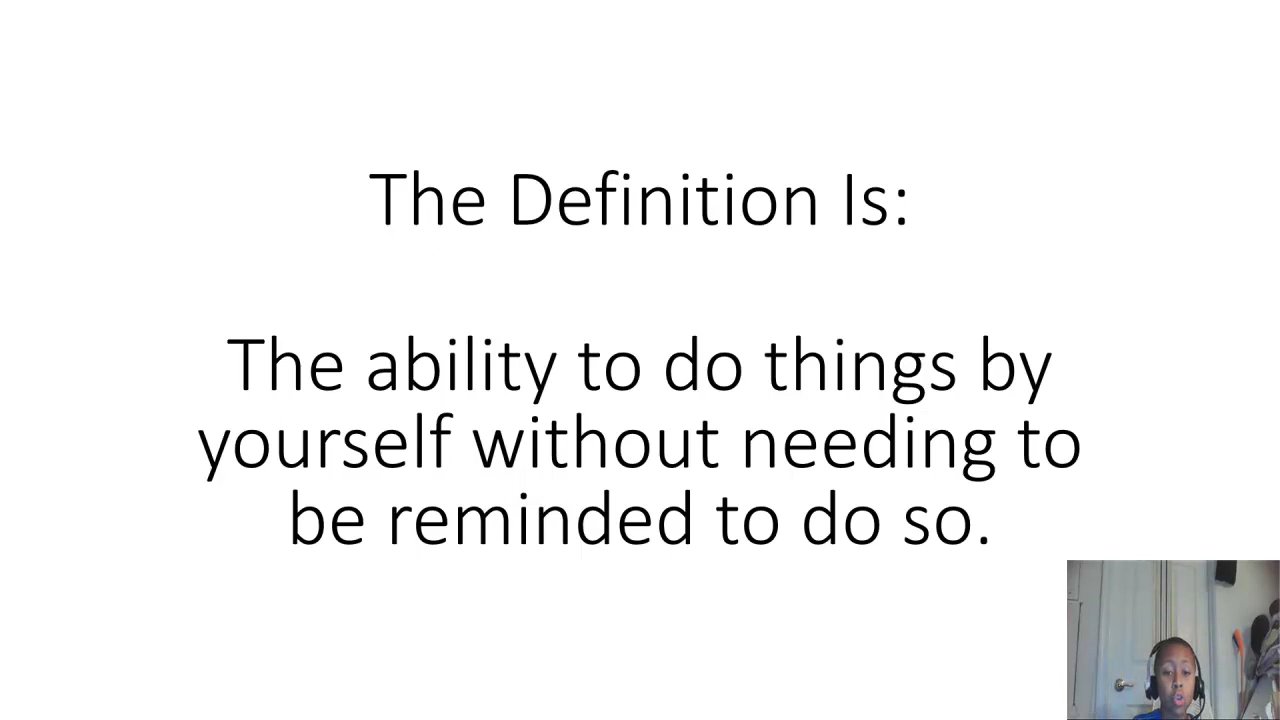 The Definition Is:
The ability to do things by
yourself without needing to
be reminded to do so.